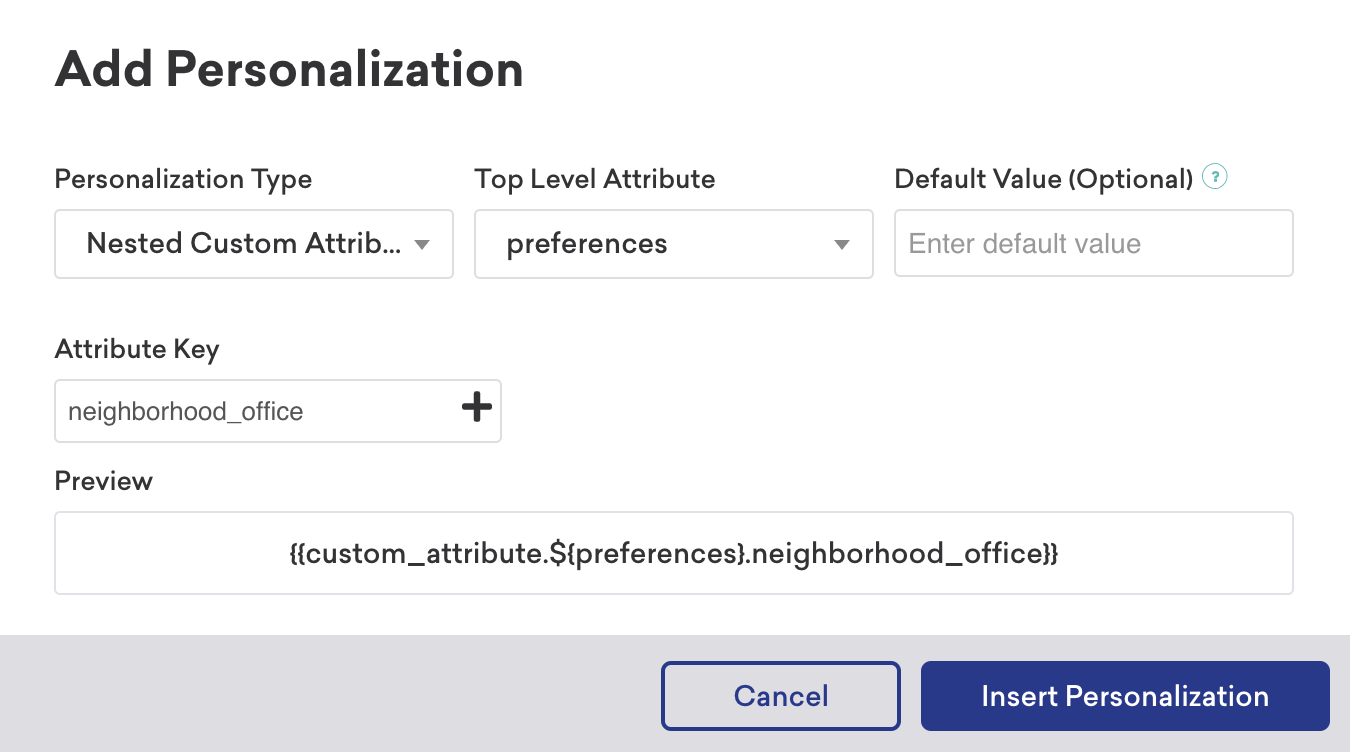 Add Personalization
Personalization Type
Top Level Attribute
Default Value (Optional) ?
Nested Custom Attrib...
preferences
Enter default value
Attribute Key
neighborhood_office
Preview
{{custom_attribute.${preferences}.neighborhood_office}}
Cancel
Insert Personalization